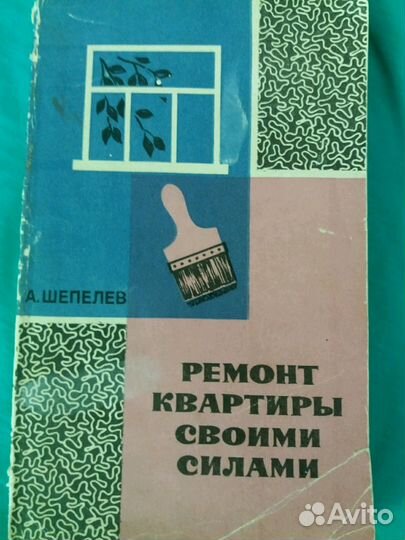 А. ШЕПЕЛЕВ
РЕМОНТ
КВАРТИРЫ
СВОИМИ
СИЛАМИ
Avito